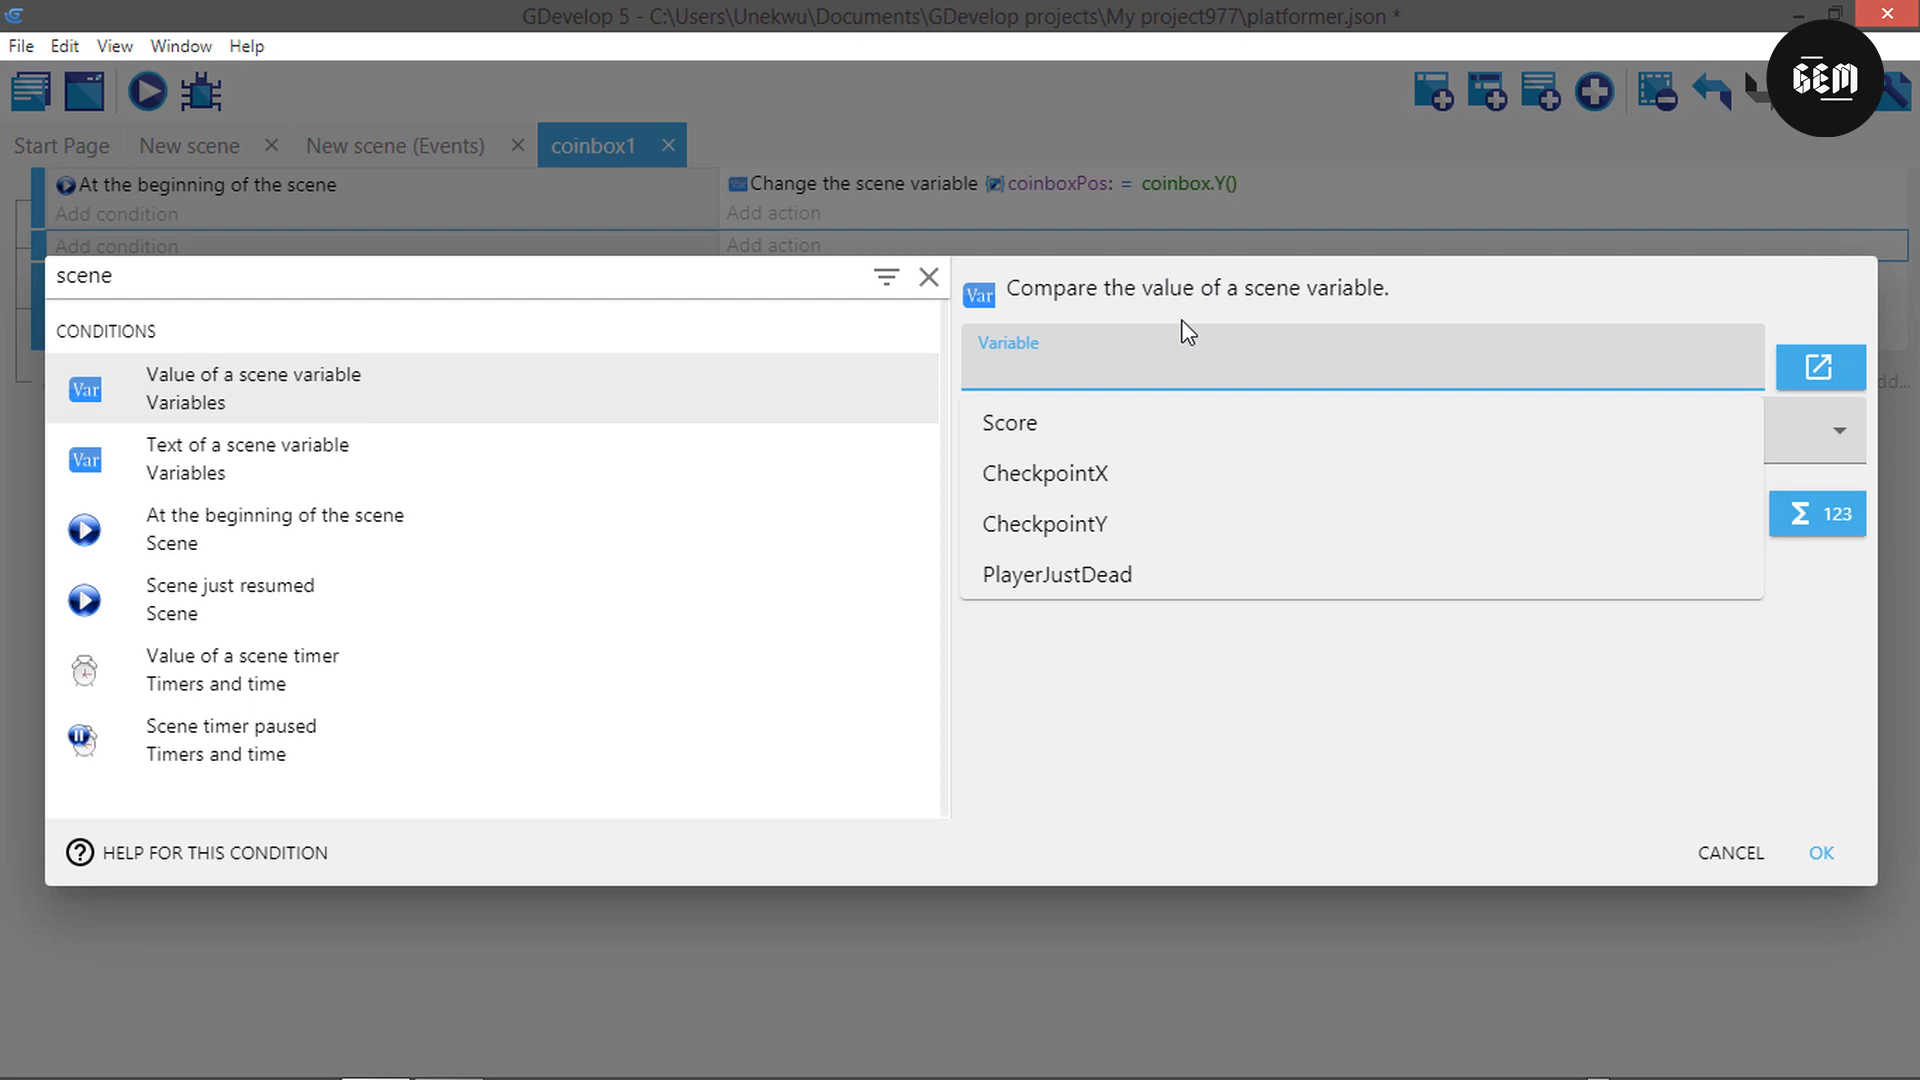 GDevelop 5 - C:\Users\Unekwu\Documents\GDevelop projects\My project977\platformer.json *
File Edit View Window Help
GEM
Start Page New scene New scene (Events) coinbox1
At the beginning of the scene
Change the scene variable coinboxPos: = coinbox.Y()
Add condition
Add action
Add condition
Add action
scene
CONDITIONS
Value of a scene variable
Variables
Text of a scene variable
Variables
At the beginning of the scene
Scene
Scene just resumed
Scene
Value of a scene timer
Timers and time
Scene timer paused
Timers and time
HELP FOR THIS CONDITION
Var Compare the value of a scene variable.
Variable
Score
CheckpointX
CheckpointY
PlayerJustDead
Σ 123
CANCEL OK